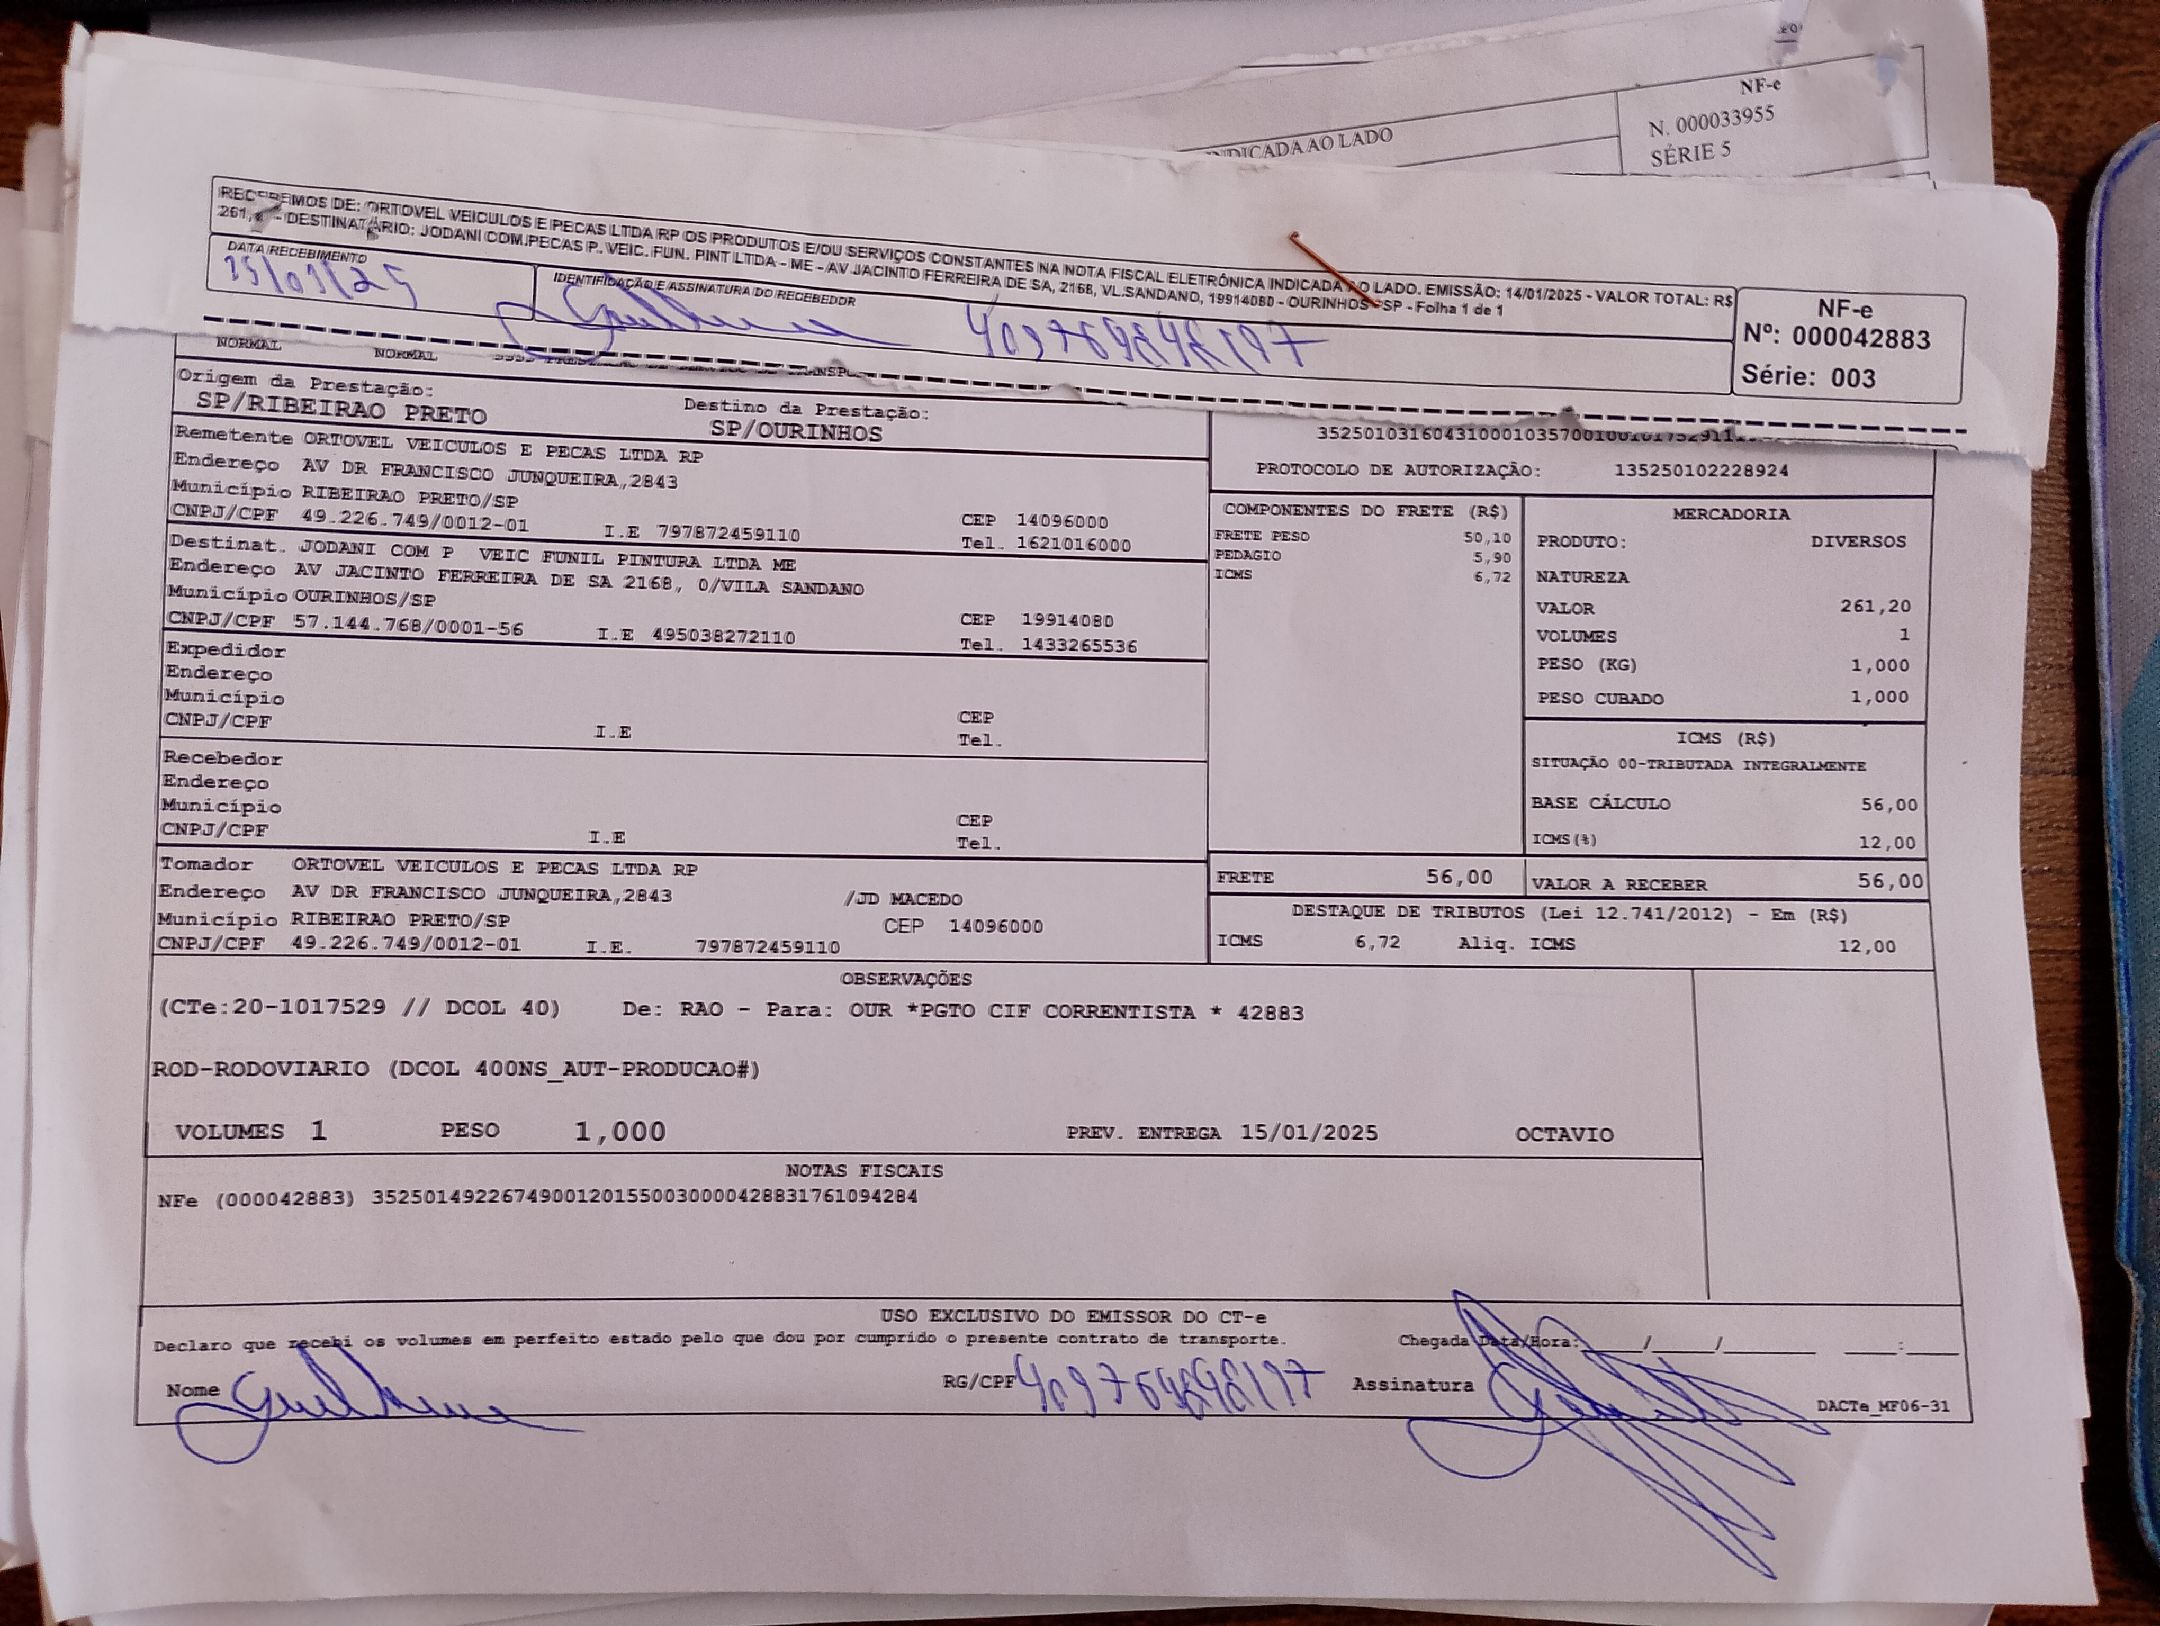 NF-e
N. 000033955
SÉRIE 5
INDICADA AO LADO
RECEBEMOS DE: ORTOVEL VEICULOS E PECAS LTDA RP OS PRODUTOS E/OU SERVIÇOS CONSTANTES NA NOTA FISCAL ELETRÔNICA INDICADA AO LADO. EMISSÃO: 14/01/2025 - VALOR TOTAL: R$
261, - DESTINATÁRIO: JODANI COM.PECAS P. VEIC. FUN. PINT LTDA - ME - AV JACINTO FERREIRA DE SA, 2168, VL.SANDANO, 19914080 - OURINHOS - SP - Folha 1 de 1
DATA RECEBIMENTO
IDENTIFICAÇÃO E ASSINATURA DO RECEBEDOR
15/01/25
NF-e
Nº: 000042883
Série: 003
NORMAL NORMAL
Origem da Prestação: Destino da Prestação:
SP/RIBEIRAO PRETO SP/OURINHOS
Remetente ORTOVEL VEICULOS E PECAS LTDA RP
Endereço AV DR FRANCISCO JUNQUEIRA,2843
Município RIBEIRAO PRETO/SP CEP 14096000
CNPJ/CPF 49.226.749/0012-01 I.E 797872459110 Tel. 1621016000
Destinat. JODANI COM P VEIC FUNIL PINTURA LTDA ME
Endereço AV JACINTO FERREIRA DE SA 2168, 0/VILA SANDANO
Município OURINHOS/SP CEP 19914080
CNPJ/CPF 57.144.768/0001-56 I.E 495038272110 Tel. 1433265536
Expedidor
Endereço
Município CEP
CNPJ/CPF I.E Tel.
Recebedor
Endereço
Município CEP
CNPJ/CPF I.E Tel.
Tomador ORTOVEL VEICULOS E PECAS LTDA RP
Endereço AV DR FRANCISCO JUNQUEIRA,2843 /JD MACEDO
Município RIBEIRAO PRETO/SP CEP 14096000
CNPJ/CPF 49.226.749/0012-01 I.E. 797872459110
PROTOCOLO DE AUTORIZAÇÃO: 135250102228924
COMPONENTES DO FRETE (R$)
FRETE PESO 50,10
PEDAGIO 5,90
ICMS 6,72
MERCADORIA
PRODUTO: DIVERSOS
NATUREZA
VALOR 261,20
VOLUMES 1
PESO (KG) 1,000
PESO CUBADO 1,000
ICMS (R$)
SITUAÇÃO 00-TRIBUTADA INTEGRALMENTE
BASE CÁLCULO 56,00
ICMS(%) 12,00
FRETE 56,00 VALOR A RECEBER 56,00
DESTAQUE DE TRIBUTOS (Lei 12.741/2012) - Em (R$)
ICMS 6,72 Aliq. ICMS 12,00
OBSERVAÇÕES
(CTe:20-1017529 // DCOL 40) De: RAO - Para: OUR *PGTO CIF CORRENTISTA * 42883
ROD-RODOVIARIO (DCOL 400NS_AUT-PRODUCAO#)
VOLUMES 1 PESO 1,000 PREV. ENTREGA 15/01/2025 OCTAVIO
NOTAS FISCAIS
NFe (000042883) 35250149226749001201550030000428831761094284
USO EXCLUSIVO DO EMISSOR DO CT-e
Declaro que recebi os volumes em perfeito estado pelo que dou por cumprido o presente contrato de transporte. Chegada Data/Hora: ___/___/______ ___:___
Nome Guilherme RG/CPF Assinatura
DACTe_MF06-31